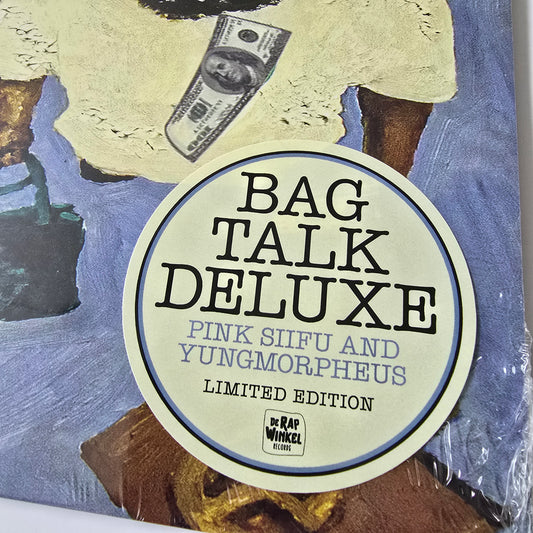 BAG
TALK
DELUXE
PINK SIIFU AND
YUNGMORPHEUS
LIMITED EDITION
DE RAP
WINKEL
RECORDS